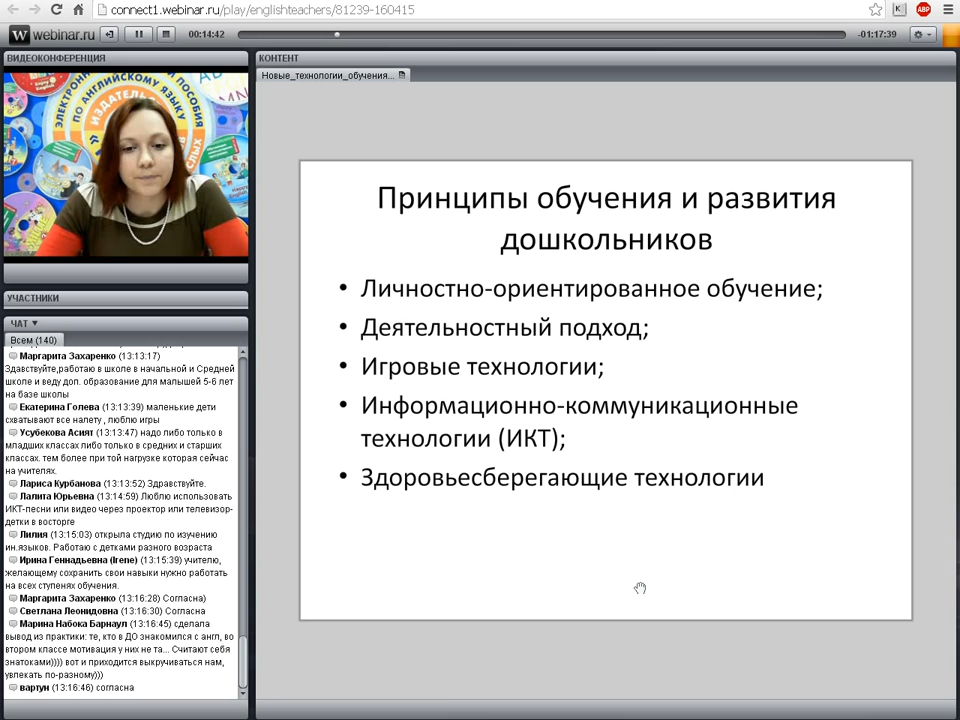 connect1.webinar.ru/play/englishteachers/81239-160415
webinar.ru
00:14:42
-01:17:39
ВИДЕОКОНФЕРЕНЦИЯ
ЭЛЕКТРОННЫЕ
ПОСОБИЯ
ПО АНГЛИЙСКОМУ ЯЗЫКУ
УЧАСТНИКИ
ЧАТ
Всем (140)
Маргарита Захаренко (13:13:17)
Здравствуйте,работаю в школе в начальной и Средней
школе и веду доп. образование для малышей 5-6 лет
на базе школы
Екатерина Голева (13:13:39) маленькие дети
схватывают все налету , люблю игры
Усубекова Асият (13:13:47) надо либо только в
младших классах либо только в средних и старших
классах. тем более при той нагрузке которая сейчас
на учителях.
Лариса Курбанова (13:13:52) Здравствуйте.
Лалита Юрьевна (13:14:59) Люблю использовать
ИКТ-песни или видео через проектор или телевизор-
детки в восторге
Лилия (13:15:03) открыла студию по изучению
ин.языков. Работаю с детками разного возраста
Ирина Геннадьевна (Irene) (13:15:39) учителю,
желающему сохранить свои навыки нужно работать
на всех ступенях обучения.
Маргарита Захаренко (13:16:28) Согласна)
Светлана Леонидовна (13:16:30) Согласна
Марина Набока Барнаул (13:16:45) сделала
вывод из практики: те, кто в ДО знакомился с англ, во
втором классе мотивация у них не та... Считают себя
знатоками)))) вот и приходится выкручиваться нам,
увлекать по-разному)))
вартун (13:16:46) согласна
КОНТЕНТ
Новые_технологии_обучения...
Принципы обучения и развития
дошкольников
• Личностно-ориентированное обучение;
• Деятельностный подход;
• Игровые технологии;
• Информационно-коммуникационные
технологии (ИКТ);
• Здоровьесберегающие технологии